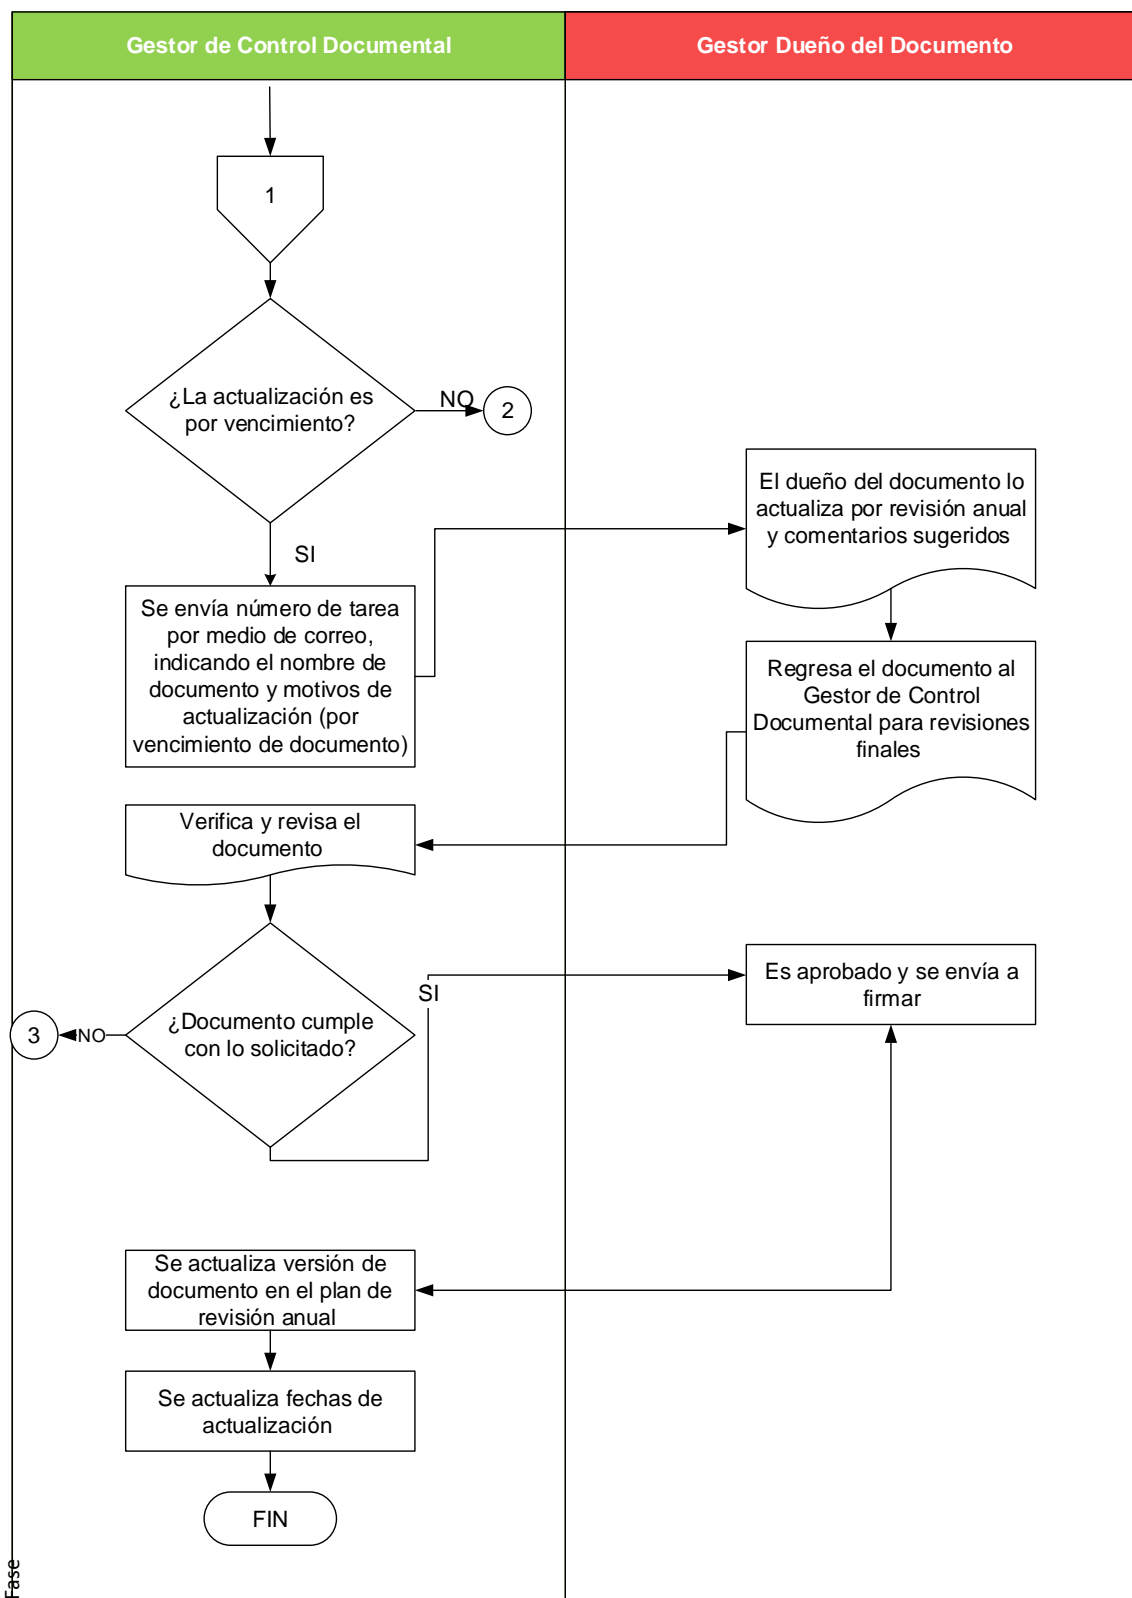 Gestor de Control Documental
Gestor Dueño del Documento
1
¿La actualización es
por vencimiento?
NO
2
SI
Se envía número de tarea
por medio de correo,
indicando el nombre de
documento y motivos de
actualización (por
vencimiento de documento)
El dueño del documento lo
actualiza por revisión anual
y comentarios sugeridos
Regresa el documento al
Gestor de Control
Documental para revisiones
finales
Verifica y revisa el
documento
¿Documento cumple
con lo solicitado?
NO
3
SI
Es aprobado y se envía a
firmar
Se actualiza versión de
documento en el plan de
revisión anual
Se actualiza fechas de
actualización
FIN
Fase